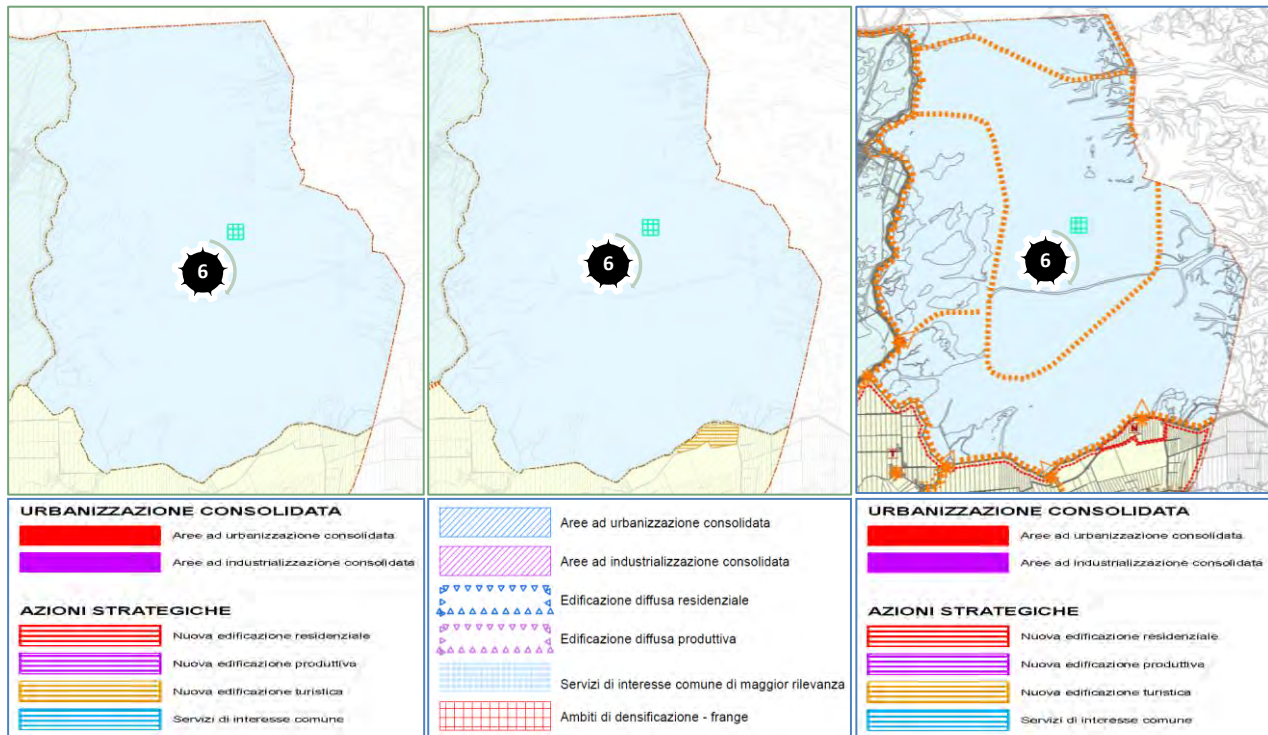 6
6
6
N
T
URBANIZZAZIONE CONSOLIDATA
Aree ad urbanizzazione consolidata
Aree ad industrializzazione consolidata
AZIONI STRATEGICHE
Nuova edificazione residenziale
Nuova edificazione produttiva
Nuova edificazione turistica
Servizi di interesse comune
Aree ad urbanizzazione consolidata
Aree ad industrializzazione consolidata
Edificazione diffusa residenziale
Edificazione diffusa produttiva
Servizi di interesse comune di maggior rilevanza
Ambiti di densificazione - frange
URBANIZZAZIONE CONSOLIDATA
Aree ad urbanizzazione consolidata
Aree ad industrializzazione consolidata
AZIONI STRATEGICHE
Nuova edificazione residenziale
Nuova edificazione produttiva
Nuova edificazione turistica
Servizi di interesse comune